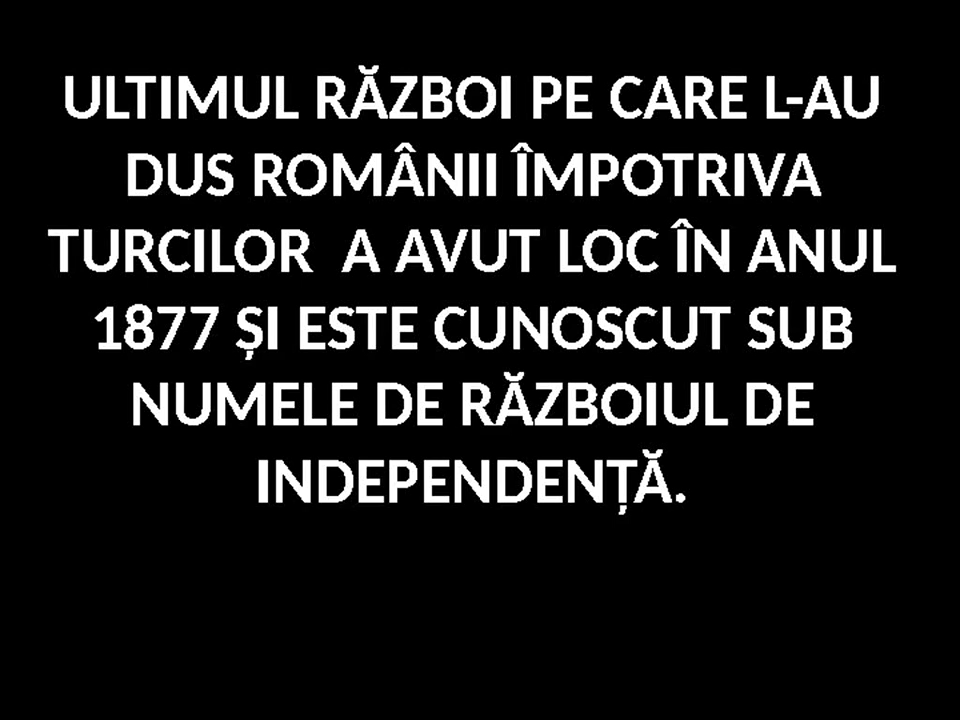 ULTIMUL RĂZBOI PE CARE L-AU
DUS ROMÂNII ÎMPOTRIVA
TURCILOR  A AVUT LOC ÎN ANUL
1877 ȘI ESTE CUNOSCUT SUB
NUMELE DE RĂZBOIUL DE
INDEPENDENȚĂ.